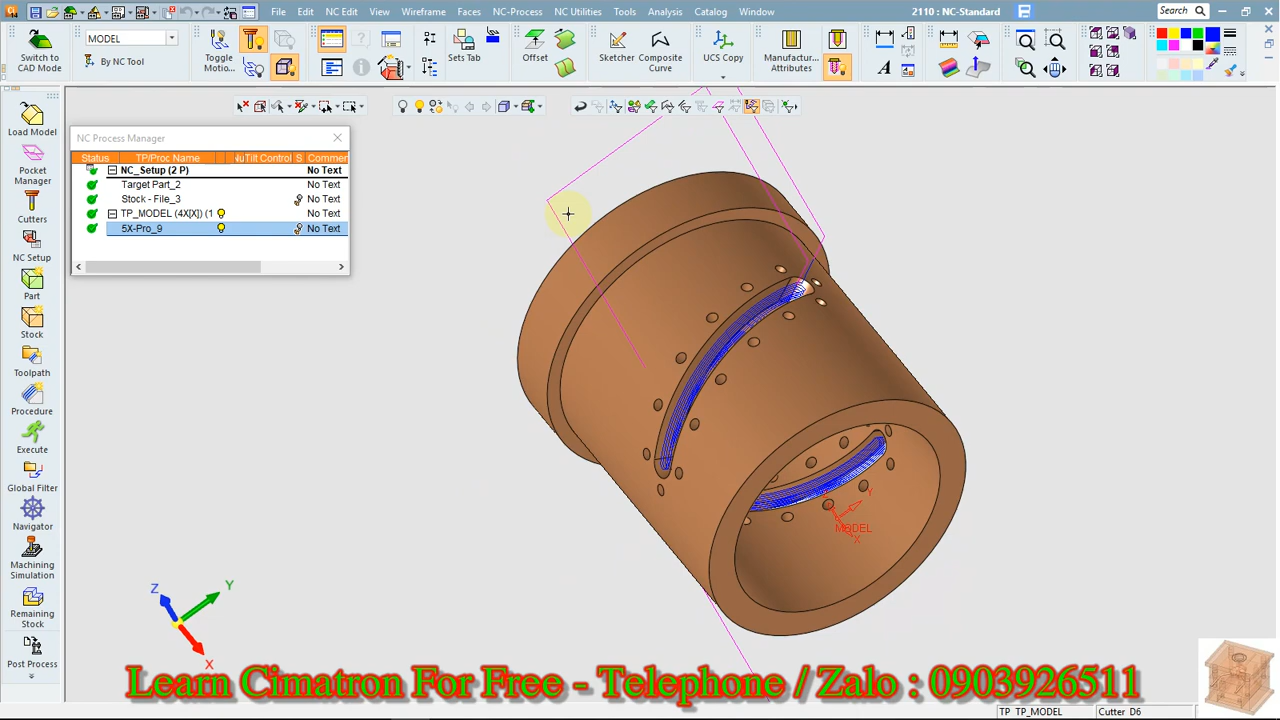 File Edit NX Edit View Wireframe Faces NC-Process NC Utilities Tools Analysis Catalog Window 2110 : NC-Standard Search
Switch to
CAD Mode
MODEL
By NC Tool
Toggle
Motio...
Sets Tab
Offset
Sketcher
Composite
Curve
UCS Copy
Manufactur...
Attributes
Load Model
Pocket
Manager
Cutters
NC Setup
Part
Stock
Toolpath
Procedure
Execute
Global Filter
Navigator
Machining
Simulation
Remaining
Stock
Post Process
NC Process Manager
Status TP/Proc Name Tilt Control S Commer
NC_Setup (2 P) No Text
Target Part_2 No Text
Stock - File_3 No Text
TP_MODEL (4X[X]) (1 No Text
5X-Pro_9 No Text
Y
MODEL
X
Z
Y
X
Learn Cimatron For Free - Telephone / Zalo : 0903926511
TP TP_MODEL Cutter D6